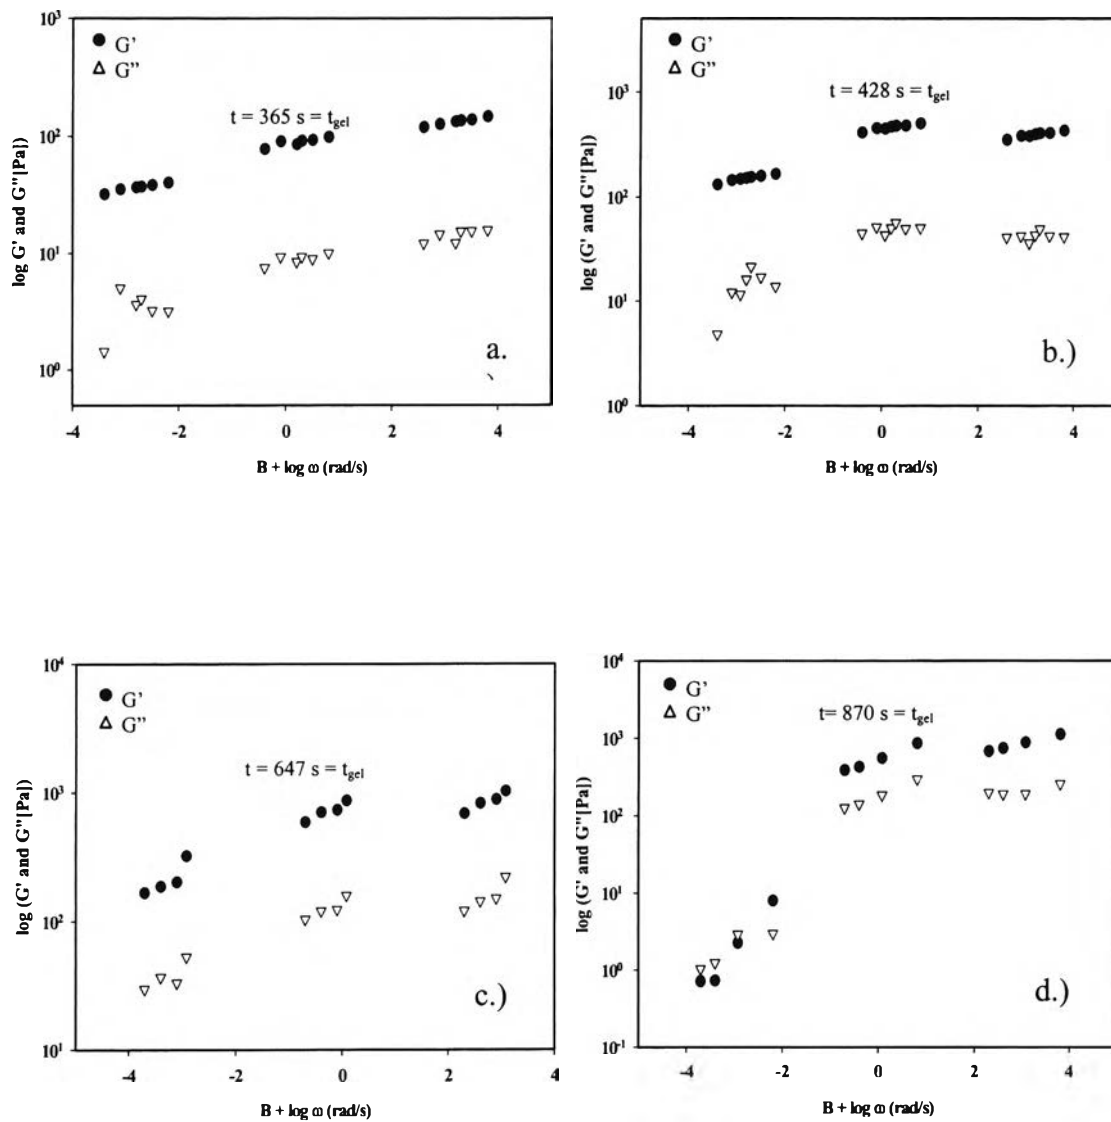 10³
● G'
△ G''
t = 365 s = t_gel
10²
10¹
10⁰
log G' and G''[Pa])
a.
-4 -2 0 2 4
B + log ω (rad/s)
● G'
△ G''
10³
t = 428 s = t_gel
10²
10¹
10⁰
log (G' and G''[Pa])
b.)
-4 -2 0 2 4
B + log ω (rad/s)
10⁴
● G'
△ G''
t = 647 s = t_gel
10³
10²
10¹
log (G' and G''[Pa])
c.)
-4 -2 0 2 4
B + log ω (rad/s)
10⁴
● G'
△ G''
t= 870 s = t_gel
10³
10²
10¹
10⁰
10⁻¹
log (G' and G''[Pa])
d.)
-4 -2 0 2 4
B + log ω (rad/s)